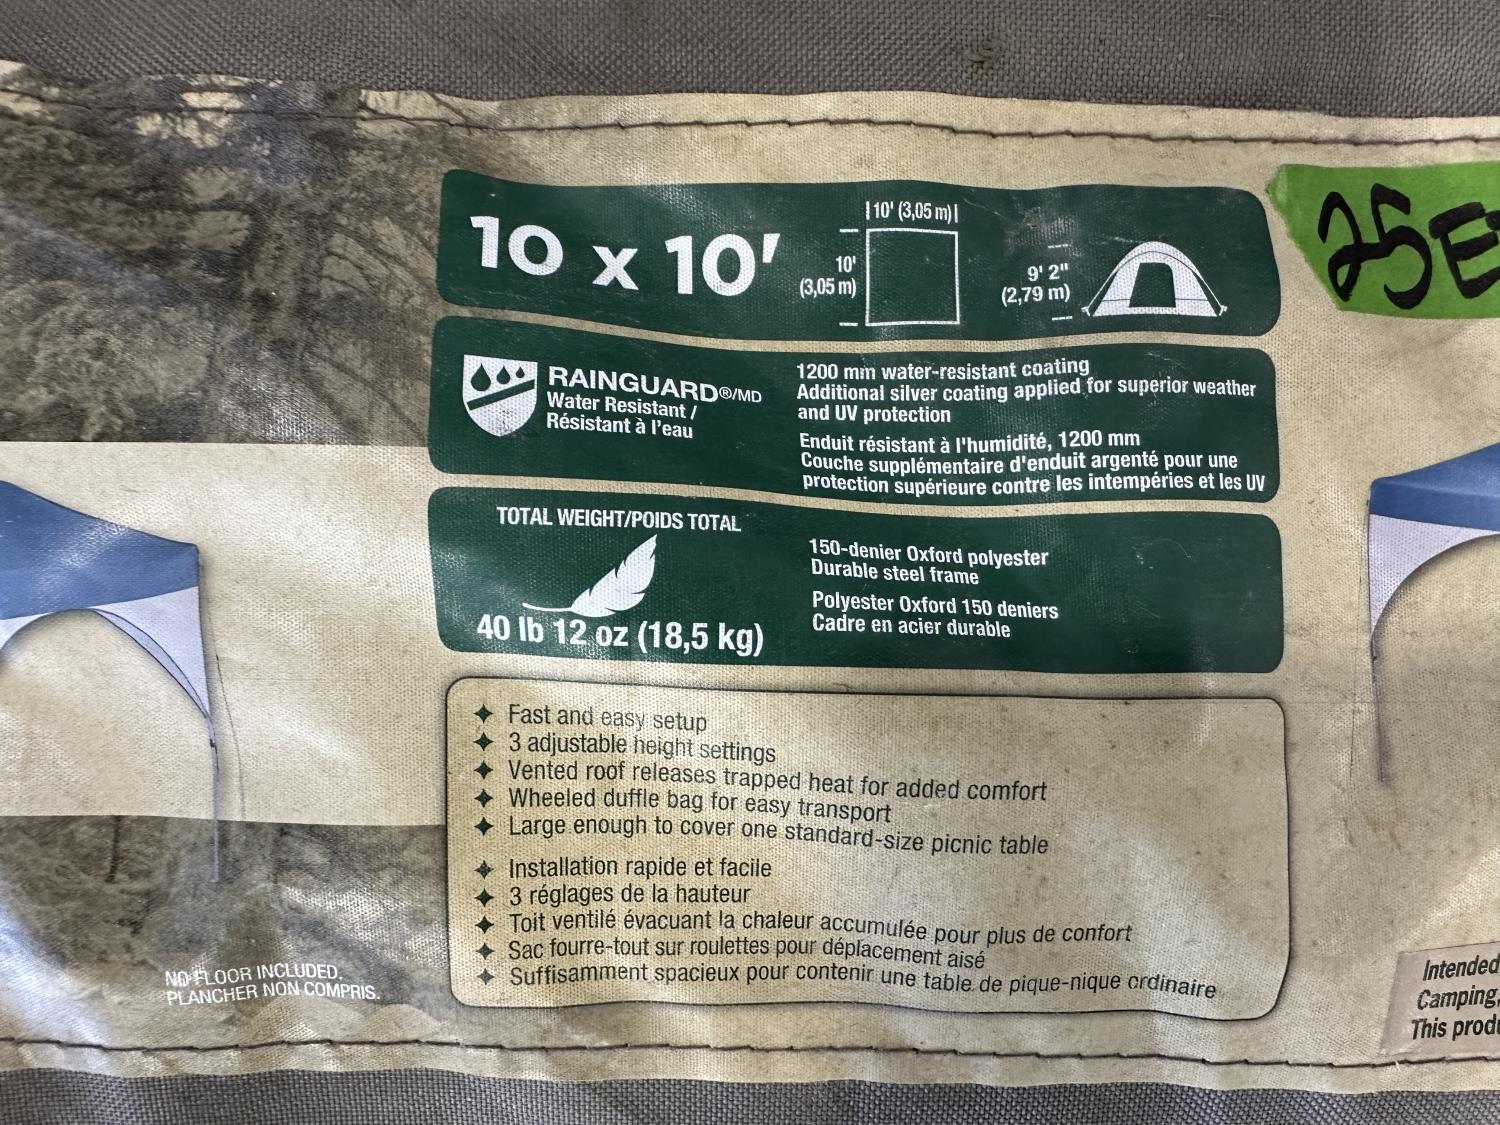 10 x 10'
10' (3,05 m)
10'
(3,05 m)
9' 2"
(2,79 m)
25
RAINGUARD®/MD
Water Resistant /
Résistant à l'eau
1200 mm water-resistant coating
Additional silver coating applied for superior weather
and UV protection
Enduit résistant à l'humidité, 1200 mm
Couche supplémentaire d'enduit argenté pour une
protection supérieure contre les intempéries et les UV
TOTAL WEIGHT/POIDS TOTAL
40 lb 12 oz (18,5 kg)
150-denier Oxford polyester
Durable steel frame
Polyester Oxford 150 deniers
Cadre en acier durable
Fast and easy setup
3 adjustable height settings
Vented roof releases trapped heat for added comfort
Wheeled duffle bag for easy transport
Large enough to cover one standard-size picnic table
Installation rapide et facile
3 réglages de la hauteur
Toit ventilé évacuant la chaleur accumulée pour plus de confort
Sac fourre-tout sur roulettes pour déplacement aisé
Suffisamment spacieux pour contenir une table de pique-nique ordinaire
NO FLOOR INCLUDED.
PLANCHER NON COMPRIS.
Intended
Camping,
This